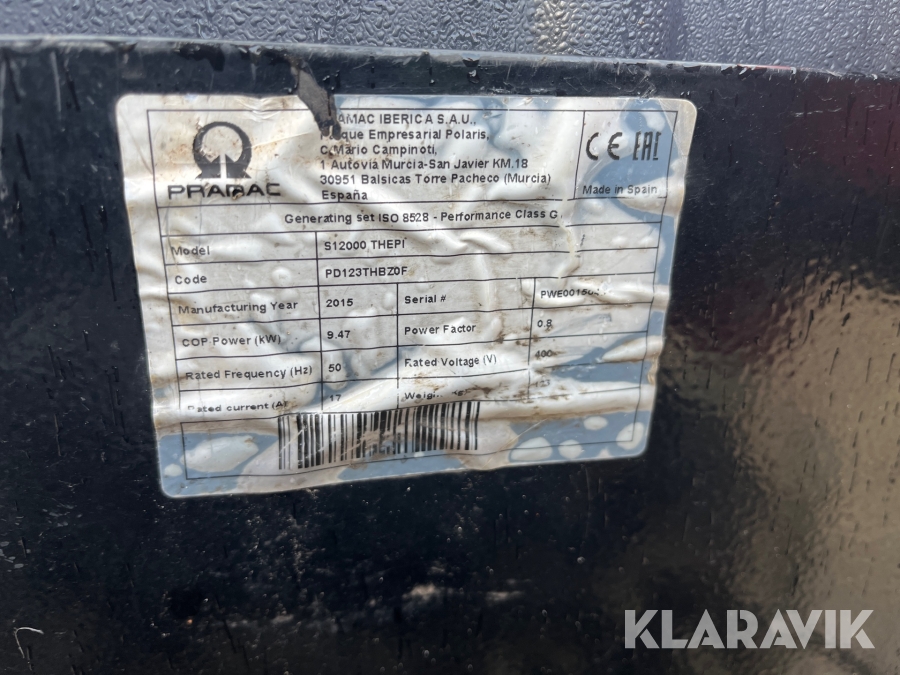 PRAMAC
AMAC IBERICA S.A.U.,
Empresarial Polaris,
C.Mario Campinoti,
1 Autovia Murcia-San Javier KM.18
30951 Balsicas Torre Pacheco (Murcia)
España
CE EAC
Made in Spain
Generating set ISO 8528 - Performance Class G
Model S12000 THEPI
Code PD123THBZ0F
Manufacturing Year 2015 Serial #
COP Power (KW) 9.47 Power Factor 0.8
Rated Frequency (Hz) 50 Rated Voltage (V) 400
Rated current (A) 17
KLARAVIK